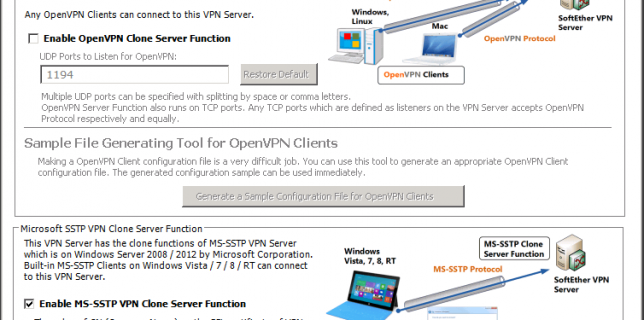 Any OpenVPN Clients can connect to this VPN Server.
Enable OpenVPN Clone Server Function
UDP Ports to Listen for OpenVPN:
1194
Restore Default
Multiple UDP ports can be specified with splitting by space or comma letters.
OpenVPN Server Function also runs on TCP ports. Any TCP ports which are defined as listeners on the VPN Server accepts OpenVPN
Protocol respectively and equally.
Windows,
Linux
Mac
OpenVPN Protocol
SoftEther VPN
Server
OpenVPN Clients
Sample File Generating Tool for OpenVPN Clients
Making a OpenVPN Client configuration file is a very difficult job. You can use this tool to generate an appropriate OpenVPN Client
configuration file. The generated configuration sample can be used immediately.
Generate a Sample Configuration File for OpenVPN Clients
Microsoft SSTP VPN Clone Server Function
This VPN Server has the clone functions of MS-SSTP VPN Server
which is on Windows Server 2008 / 2012 by Microsoft Corporation.
Built-in MS-SSTP Clients on Windows Vista / 7 / 8 / RT can connect
to this VPN Server.
Enable MS-SSTP VPN Clone Server Function
Windows
Vista, 7, 8, RT
MS-SSTP Clone
Server Function
MS-SSTP Protocol
SoftEther VPN
Server